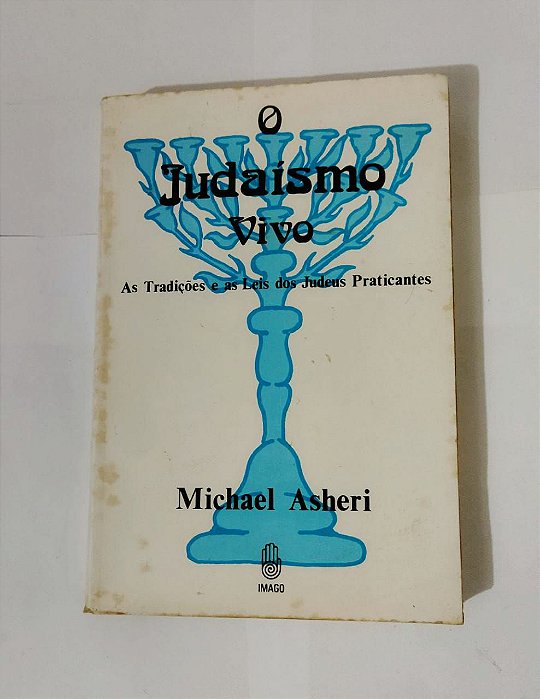 O
Judaísmo
Vivo
As Tradições e as Leis dos Judeus Praticantes
Michael Asheri
IMAGO